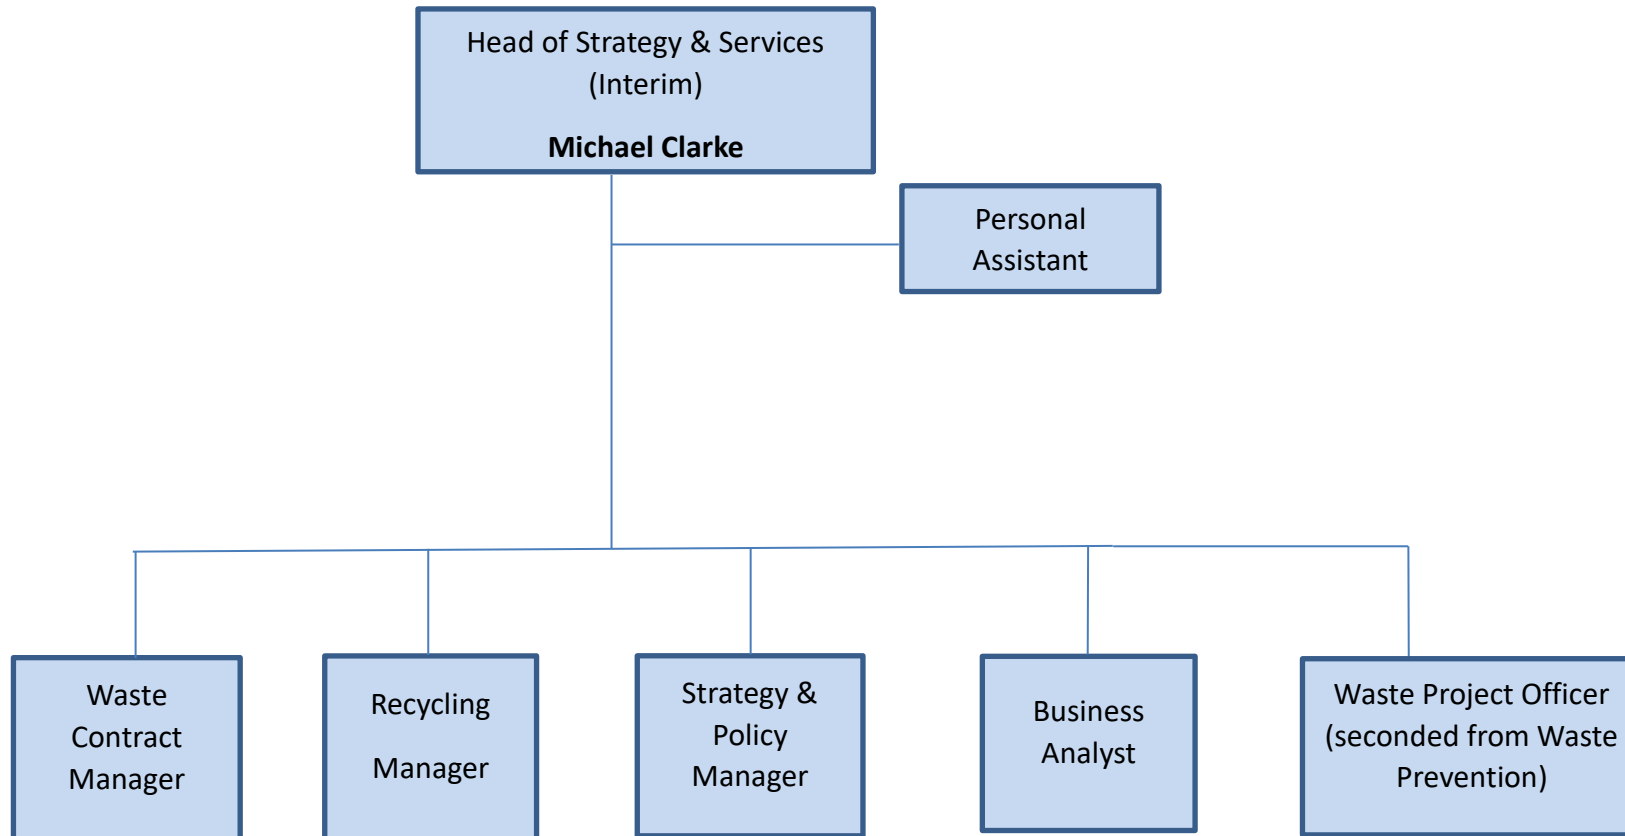 Head of Strategy & Services
(Interim)
Michael Clarke
Personal
Assistant
Waste
Contract
Manager
Recycling
Manager
Strategy &
Policy
Manager
Business
Analyst
Waste Project Officer
(seconded from Waste
Prevention)